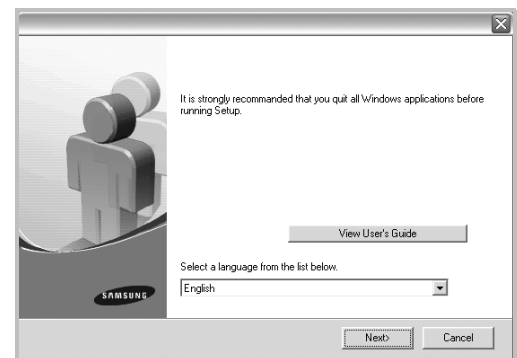 It is strongly recommanded that you quit all Windows applications before
running Setup.
View User's Guide
Select a language from the list below.
English
SAMSUNG
Next>
Cancel